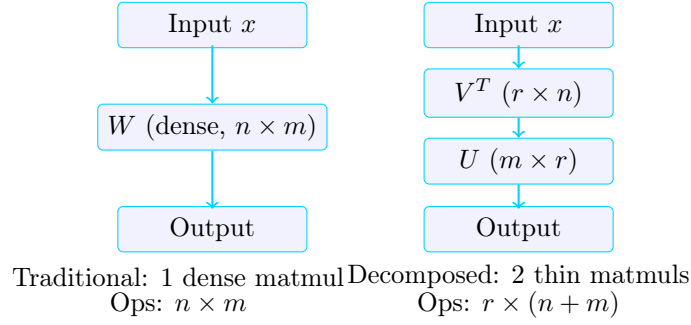 Input x
W (dense, n × m)
Output
Traditional: 1 dense matmul
Ops: n × m
Input x
V^T (r × n)
U (m × r)
Output
Decomposed: 2 thin matmuls
Ops: r × (n + m)